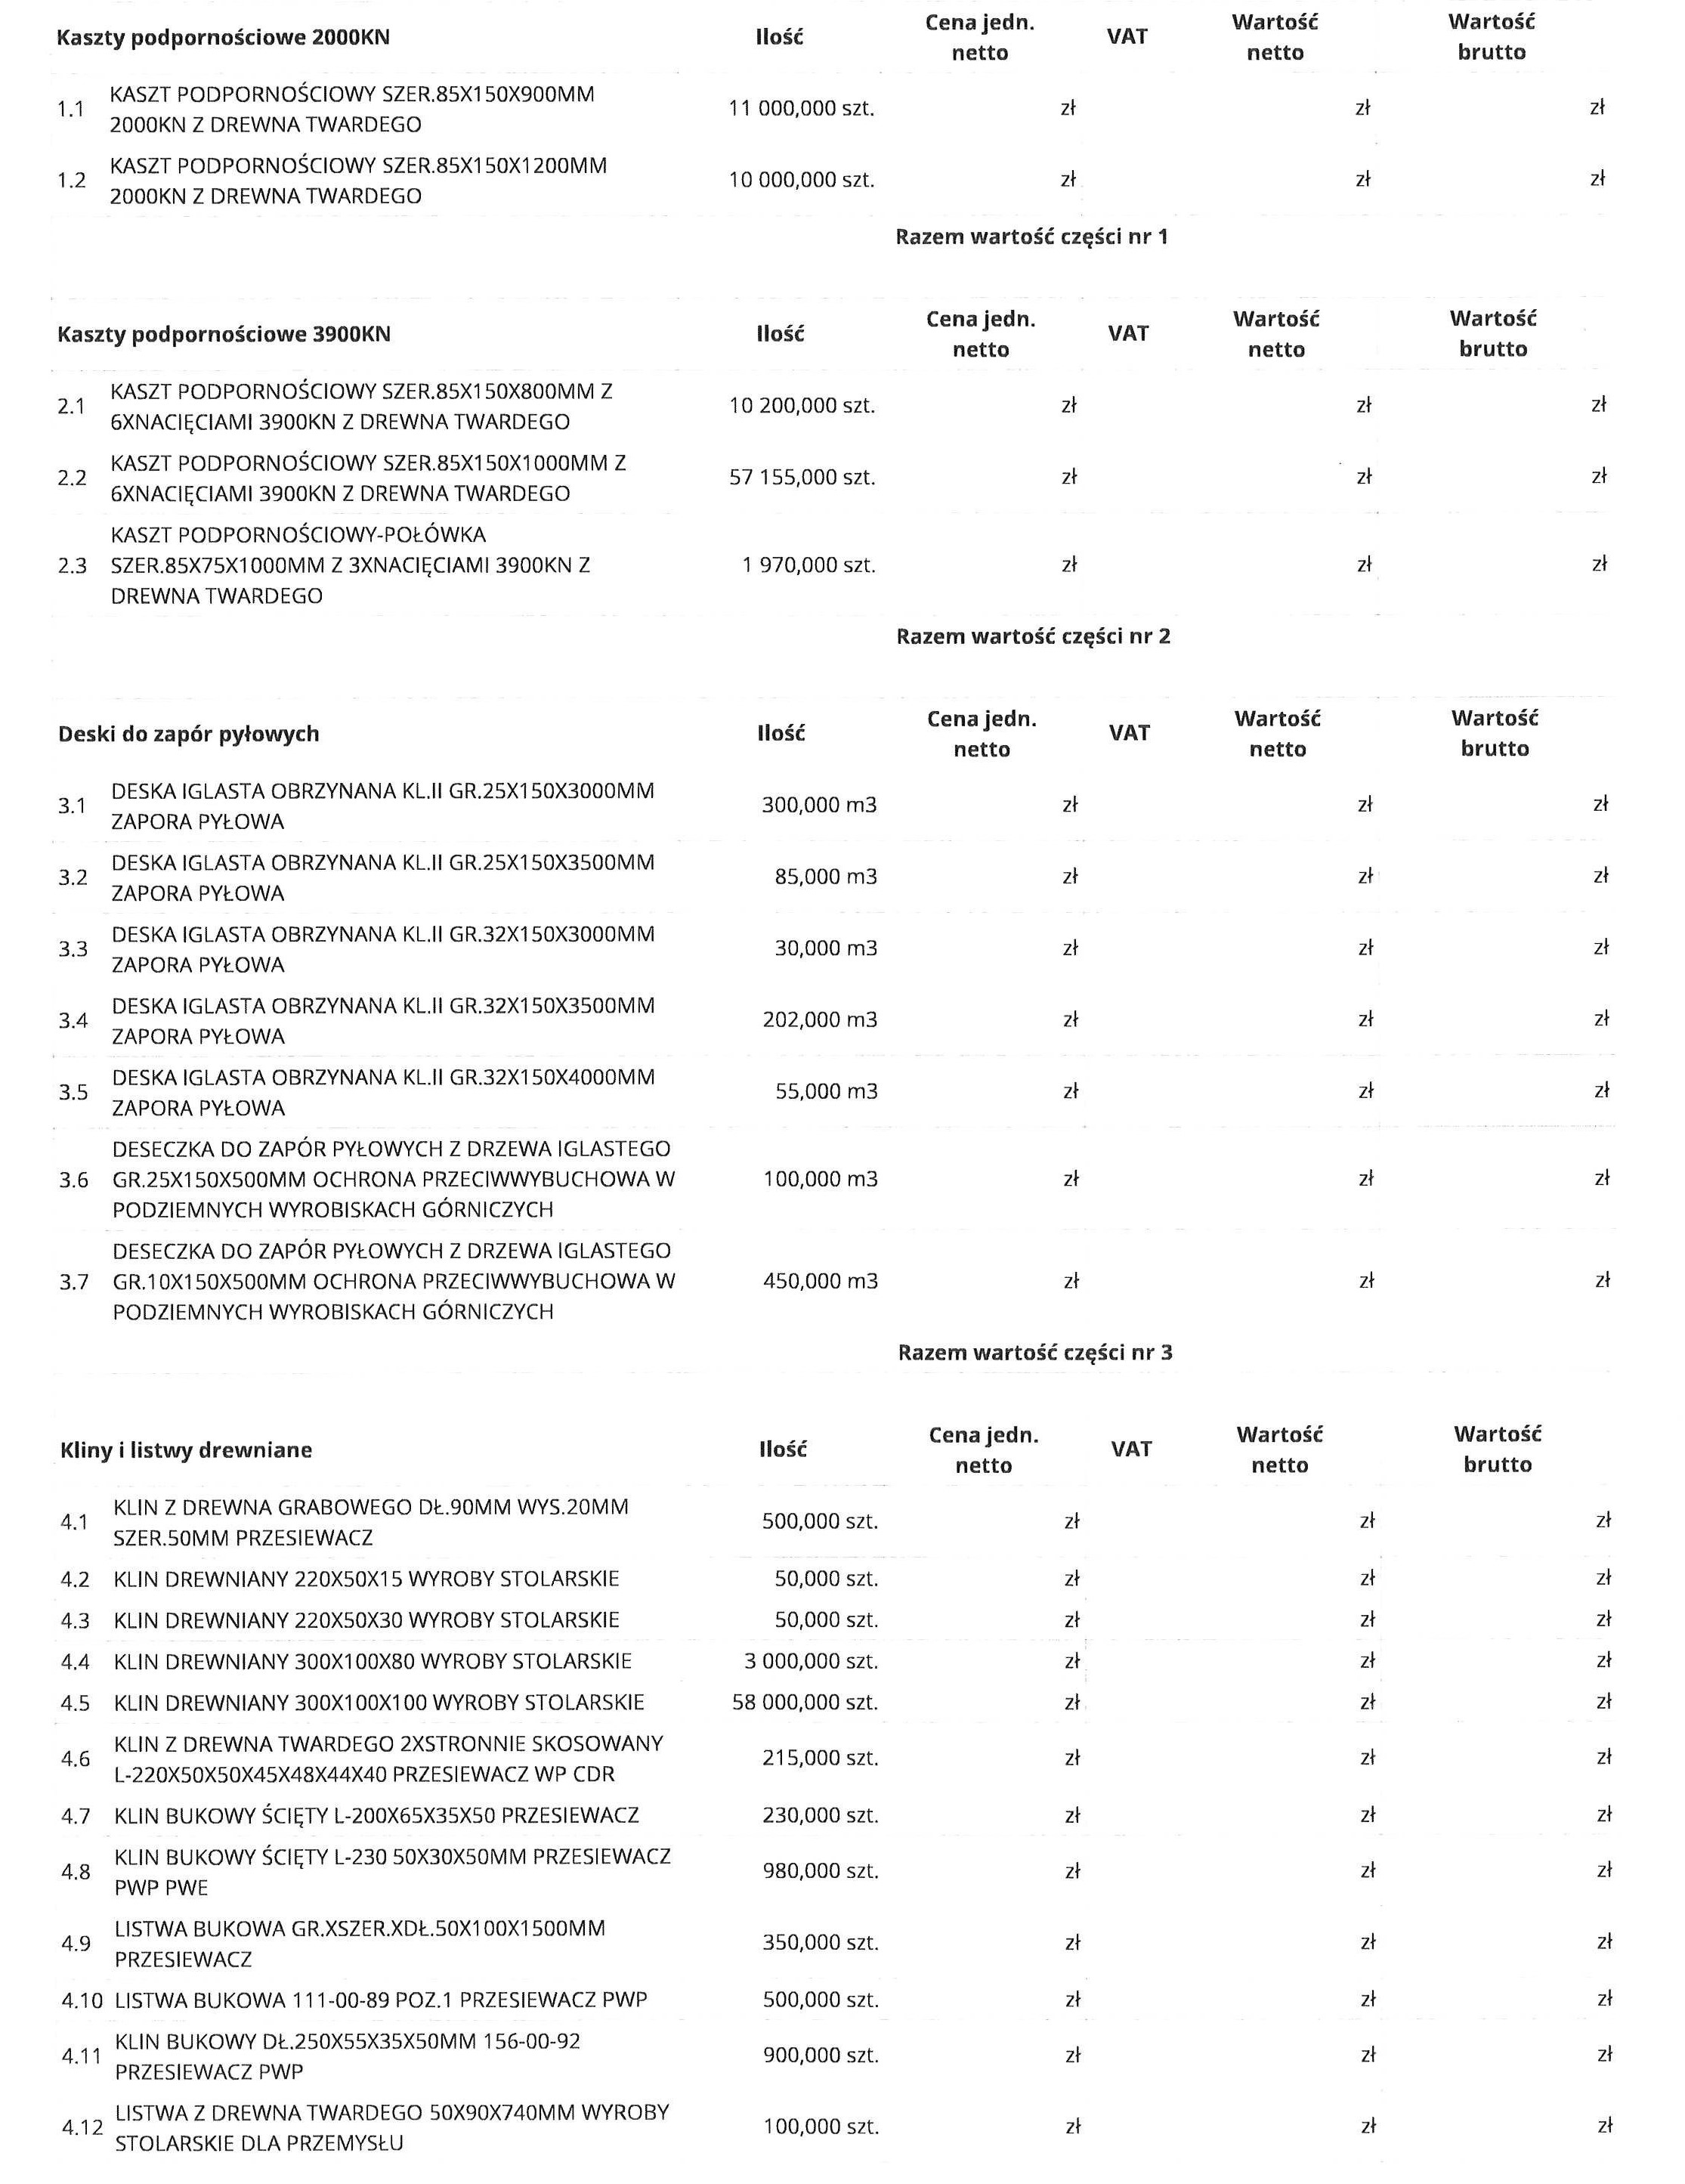 Kaszty podpornościowe 2000KN Ilość Cena jedn. netto VAT Wartość netto Wartość brutto
1.1 KASZT PODPORNOŚCIOWY SZER.85X150X900MM
2000KN Z DREWNA TWARDEGO 11 000,000 szt. zł zł zł
1.2 KASZT PODPORNOŚCIOWY SZER.85X150X1200MM
2000KN Z DREWNA TWARDEGO 10 000,000 szt. zł zł zł
Razem wartość części nr 1
Kaszty podpornościowe 3900KN Ilość Cena jedn. netto VAT Wartość netto Wartość brutto
2.1 KASZT PODPORNOŚCIOWY SZER.85X150X800MM Z
6XNACIĘCIAMI 3900KN Z DREWNA TWARDEGO 10 200,000 szt. zł zł zł
2.2 KASZT PODPORNOŚCIOWY SZER.85X150X1000MM Z
6XNACIĘCIAMI 3900KN Z DREWNA TWARDEGO 57 155,000 szt. zł zł zł
KASZT PODPORNOŚCIOWY-POŁÓWKA
2.3 SZER.85X75X1000MM Z 3XNACIĘCIAMI 3900KN Z 1 970,000 szt. zł zł zł
DREWNA TWARDEGO
Razem wartość części nr 2
Deski do zapór pyłowych Ilość Cena jedn. netto VAT Wartość netto Wartość brutto
3.1 DESKA IGLASTA OBRZYNANA KL.II GR.25X150X3000MM
ZAPORA PYŁOWA 300,000 m3 zł zł zł
3.2 DESKA IGLASTA OBRZYNANA KL.II GR.25X150X3500MM
ZAPORA PYŁOWA 85,000 m3 zł zł zł
3.3 DESKA IGLASTA OBRZYNANA KL.II GR.32X150X3000MM
ZAPORA PYŁOWA 30,000 m3 zł zł zł
3.4 DESKA IGLASTA OBRZYNANA KL.II GR.32X150X3500MM
ZAPORA PYŁOWA 202,000 m3 zł zł zł
3.5 DESKA IGLASTA OBRZYNANA KL.II GR.32X150X4000MM
ZAPORA PYŁOWA 55,000 m3 zł zł zł
DESECZKA DO ZAPÓR PYŁOWYCH Z DRZEWA IGLASTEGO
3.6 GR.25X150X500MM OCHRONA PRZECIWWYBUCHOWA W 100,000 m3 zł zł zł
PODZIEMNYCH WYROBISKACH GÓRNICZYCH
DESECZKA DO ZAPÓR PYŁOWYCH Z DRZEWA IGLASTEGO
3.7 GR.10X150X500MM OCHRONA PRZECIWWYBUCHOWA W 450,000 m3 zł zł zł
PODZIEMNYCH WYROBISKACH GÓRNICZYCH
Razem wartość części nr 3
Kliny i listwy drewniane Ilość Cena jedn. netto VAT Wartość netto Wartość brutto
4.1 KLIN Z DREWNA GRABOWEGO DŁ.90MM WYS.20MM
SZER.50MM PRZESIEWACZ 500,000 szt. zł zł zł
4.2 KLIN DREWNIANY 220X50X15 WYROBY STOLARSKIE 50,000 szt. zł zł zł
4.3 KLIN DREWNIANY 220X50X30 WYROBY STOLARSKIE 50,000 szt. zł zł zł
4.4 KLIN DREWNIANY 300X100X80 WYROBY STOLARSKIE 3 000,000 szt. zł zł zł
4.5 KLIN DREWNIANY 300X100X100 WYROBY STOLARSKIE 58 000,000 szt. zł zł zł
4.6 KLIN Z DREWNA TWARDEGO 2XSTRONNIE SKOSOWANY
L-220X50X50X45X48X44X40 PRZESIEWACZ WP CDR 215,000 szt. zł zł zł
4.7 KLIN BUKOWY ŚCIĘTY L-200X65X35X50 PRZESIEWACZ 230,000 szt. zł zł zł
4.8 KLIN BUKOWY ŚCIĘTY L-230 50X30X50MM PRZESIEWACZ
PWP PWE 980,000 szt. zł zł zł
4.9 LISTWA BUKOWA GR.XSZER.XDŁ.50X100X1500MM
PRZESIEWACZ 350,000 szt. zł zł zł
4.10 LISTWA BUKOWA 111-00-89 POZ.1 PRZESIEWACZ PWP 500,000 szt. zł zł zł
4.11 KLIN BUKOWY DŁ.250X55X35X50MM 156-00-92
PRZESIEWACZ PWP 900,000 szt. zł zł zł
4.12 LISTWA Z DREWNA TWARDEGO 50X90X740MM WYROBY
STOLARSKIE DLA PRZEMYSŁU 100,000 szt. zł zł zł